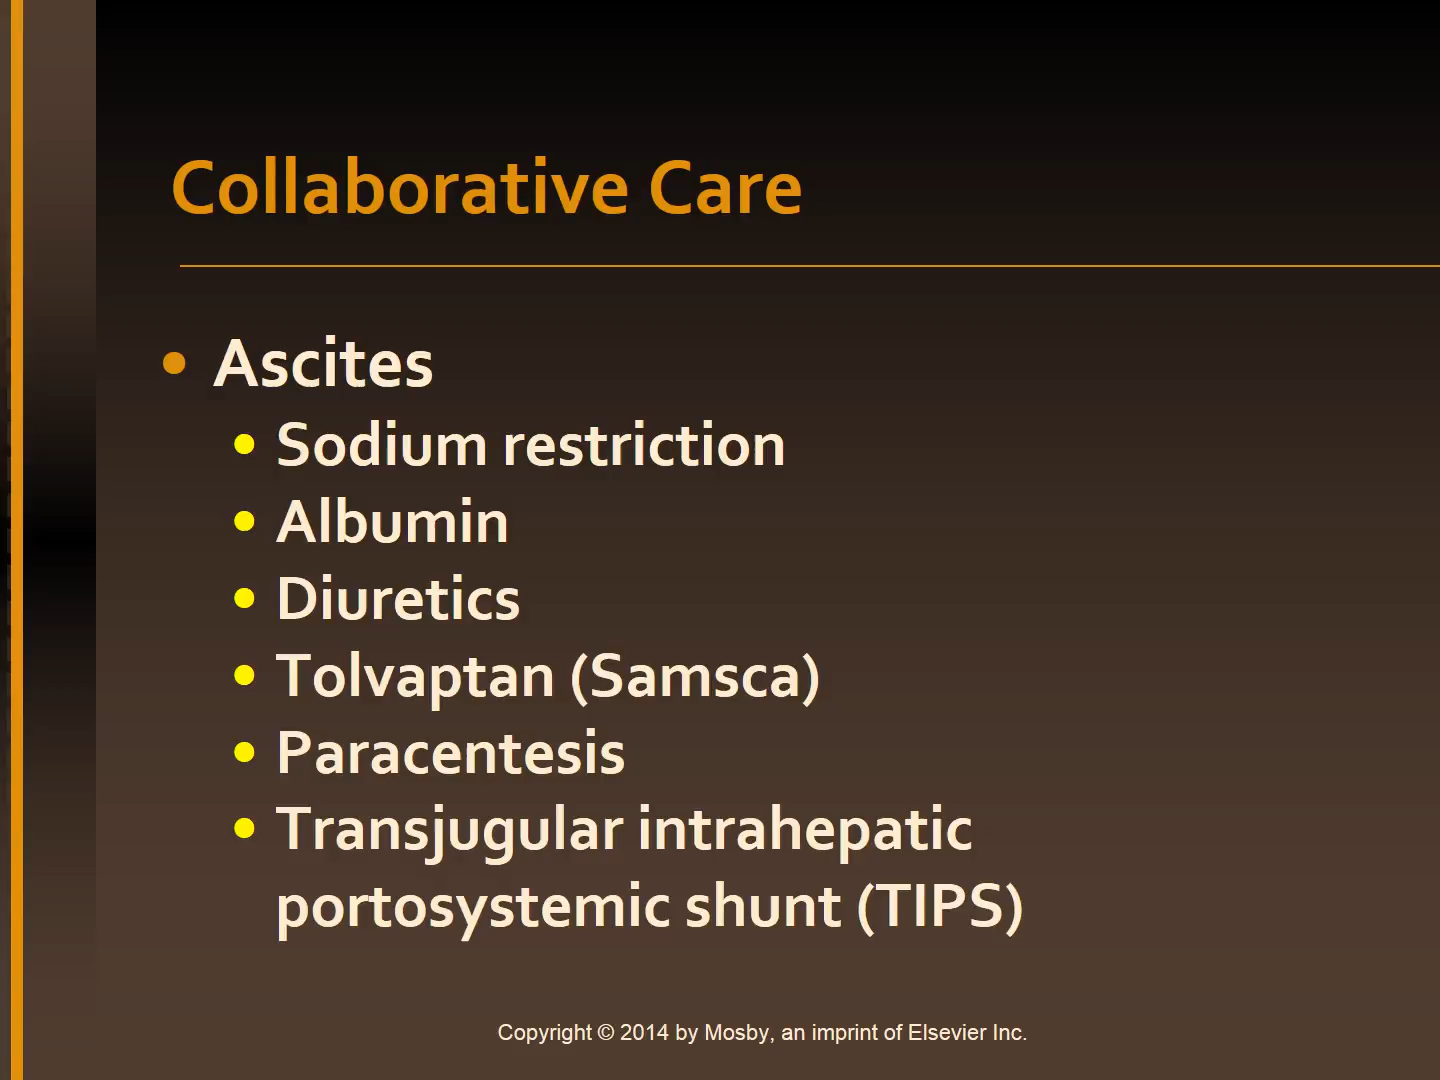 Collaborative Care
• Ascites
• Sodium restriction
• Albumin
• Diuretics
• Tolvaptan (Samsca)
• Paracentesis
• Transjugular intrahepatic
portosystemic shunt (TIPS)
Copyright © 2014 by Mosby, an imprint of Elsevier Inc.